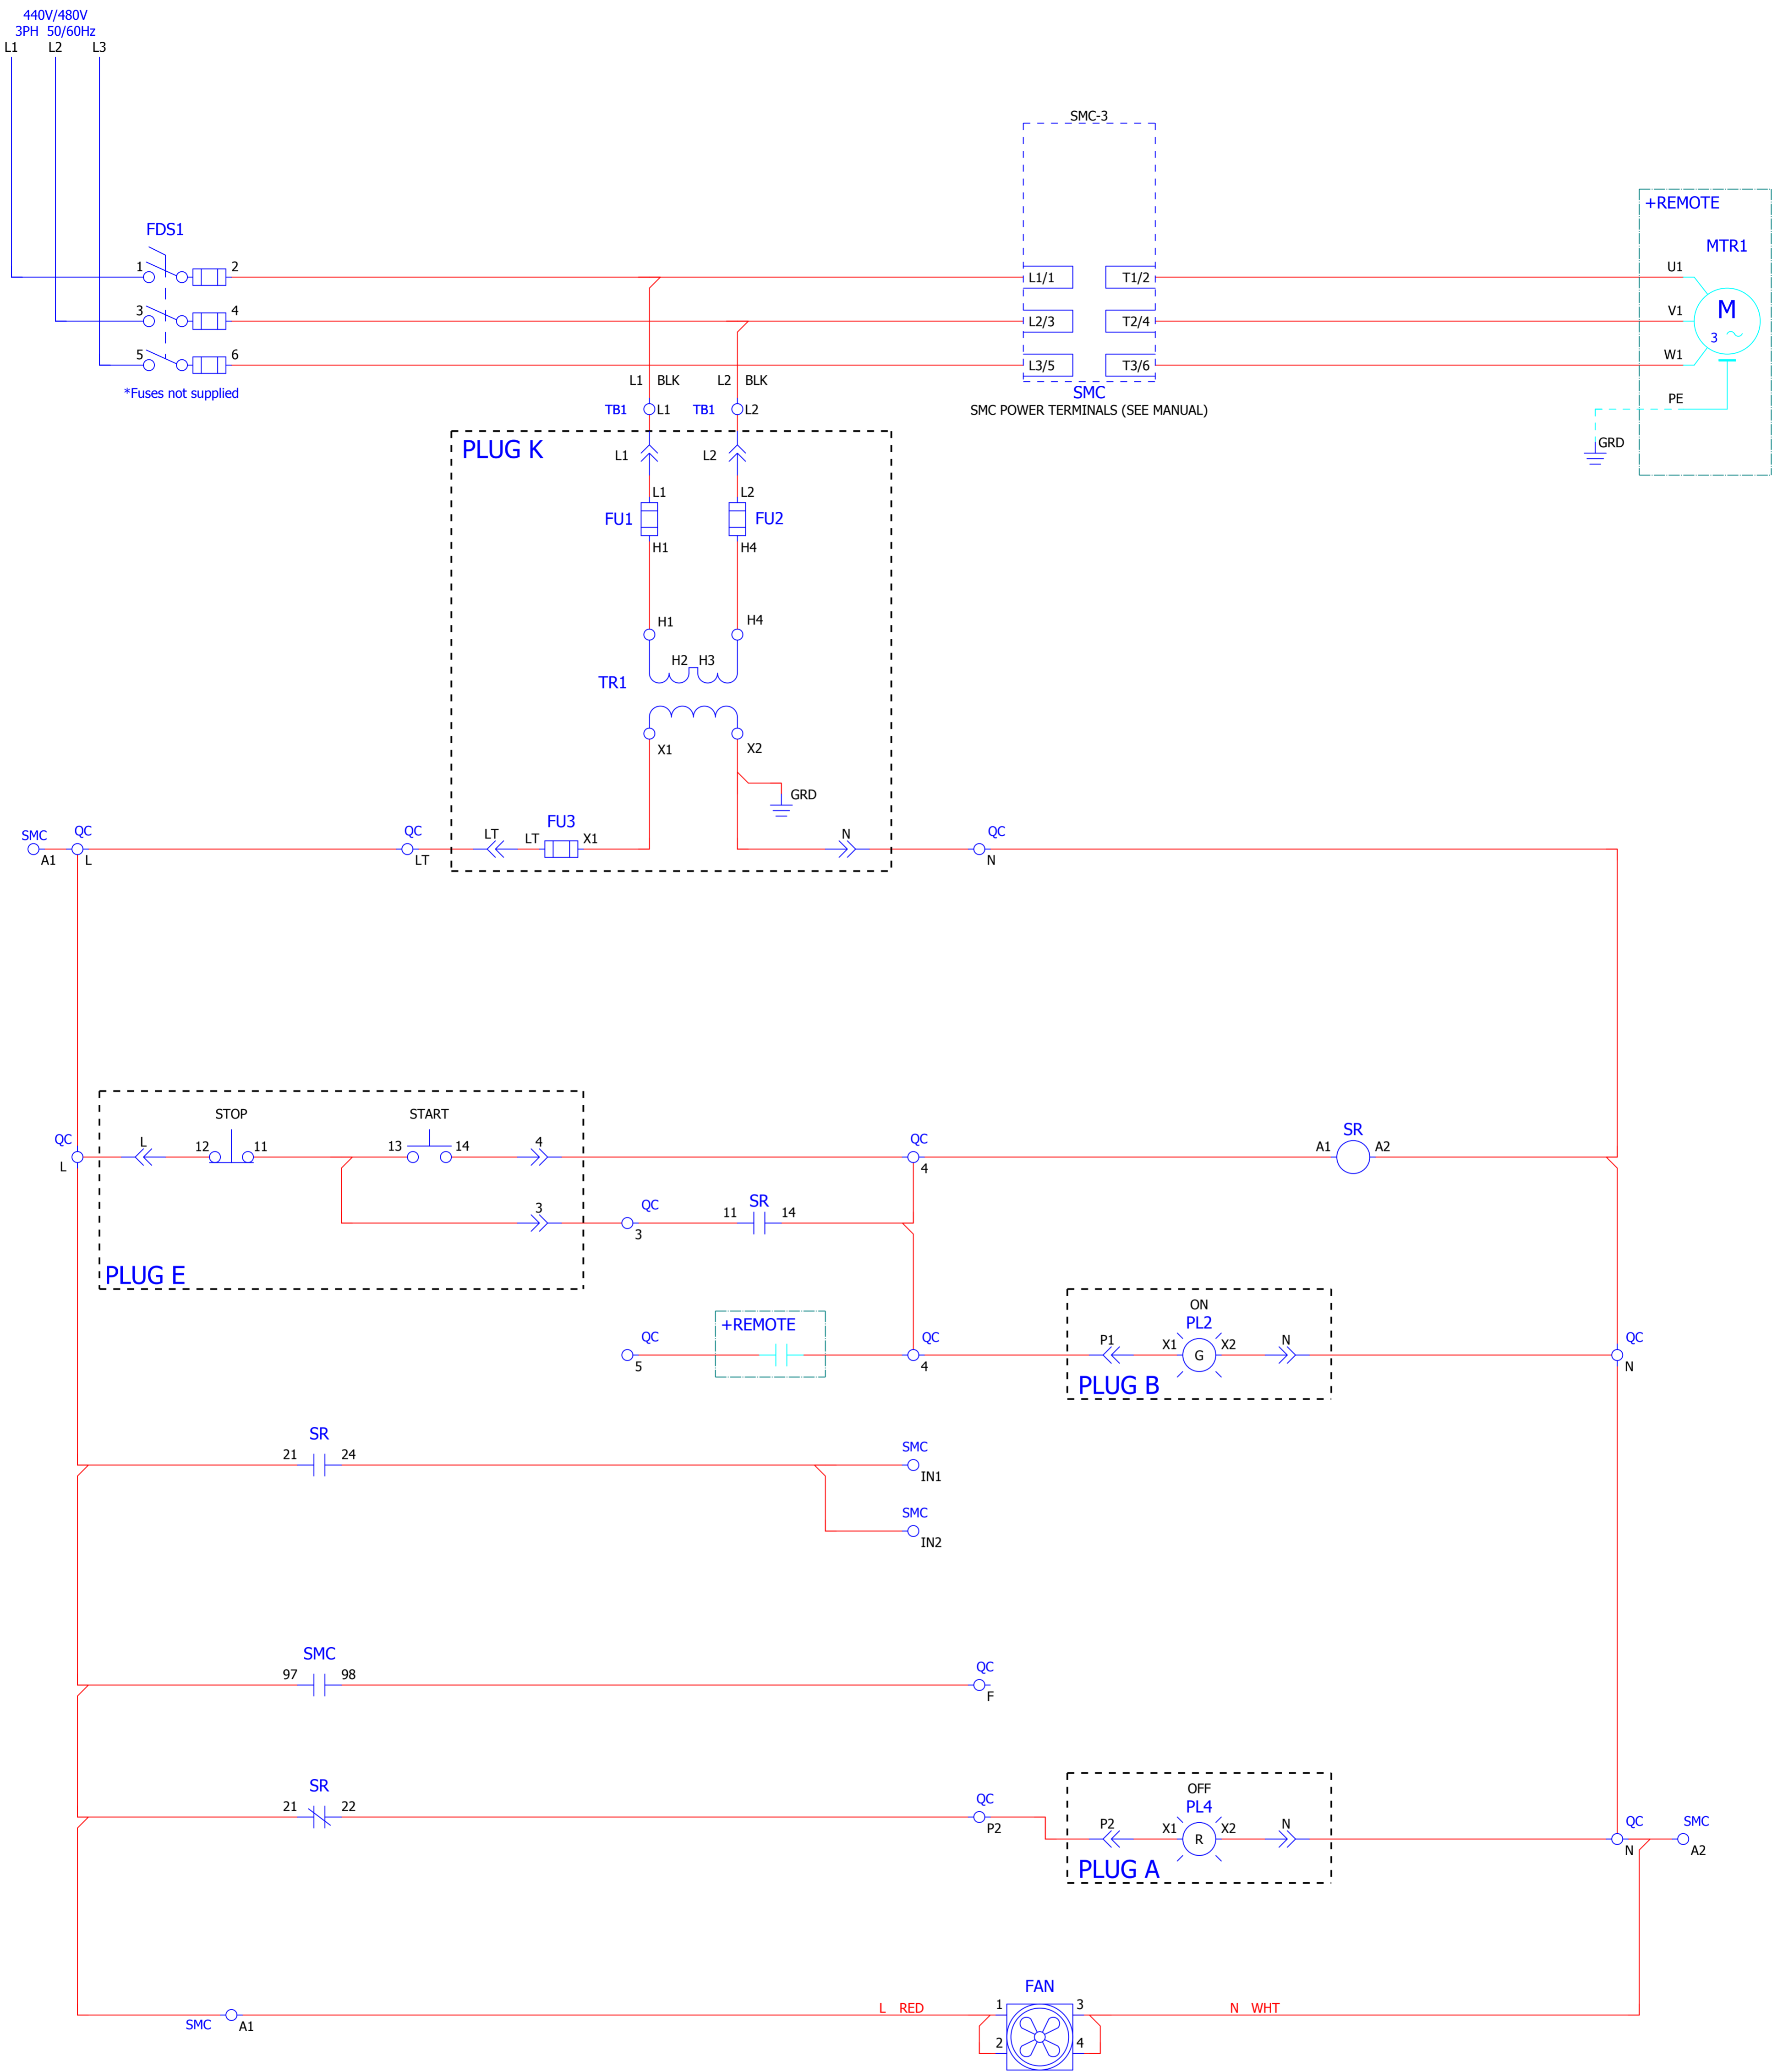 440V/480V
3PH 50/60Hz
L1 L2 L3
SMC-3
+REMOTE
MTR1
FDS1
1 2 L1/1 T1/2 U1
3 4 L2/3 T2/4 V1 M
3
5 6 L3/5 T3/6 W1
*Fuses not supplied
L1 BLK L2 BLK
SMC
TB1 L1 TB1 L2
SMC POWER TERMINALS (SEE MANUAL)
PE
GRD
PLUG K
L1 L2
L1 L2
FU1 FU2
H1 H4
H1 H4
H2 H3
TR1
X1 X2
GRD
SMC QC QC LT LT FU3 X1 N QC
A1 L LT N
STOP START
QC L 12 11 13 14 4 QC A1 SR A2
L 4
3 QC 11 SR 14
3
PLUG E
ON
+REMOTE PL2
QC QC P1 X1 G X2 N QC
5 4 N
PLUG B
SR
21 24 SMC
IN1
SMC
IN2
SMC
97 98 QC
F
SR
21 22 QC
P2
OFF
PL4
P2 X1 R X2 N QC SMC
N A2
PLUG A
FAN
L RED 1 3 N WHT
SMC A1
2 4